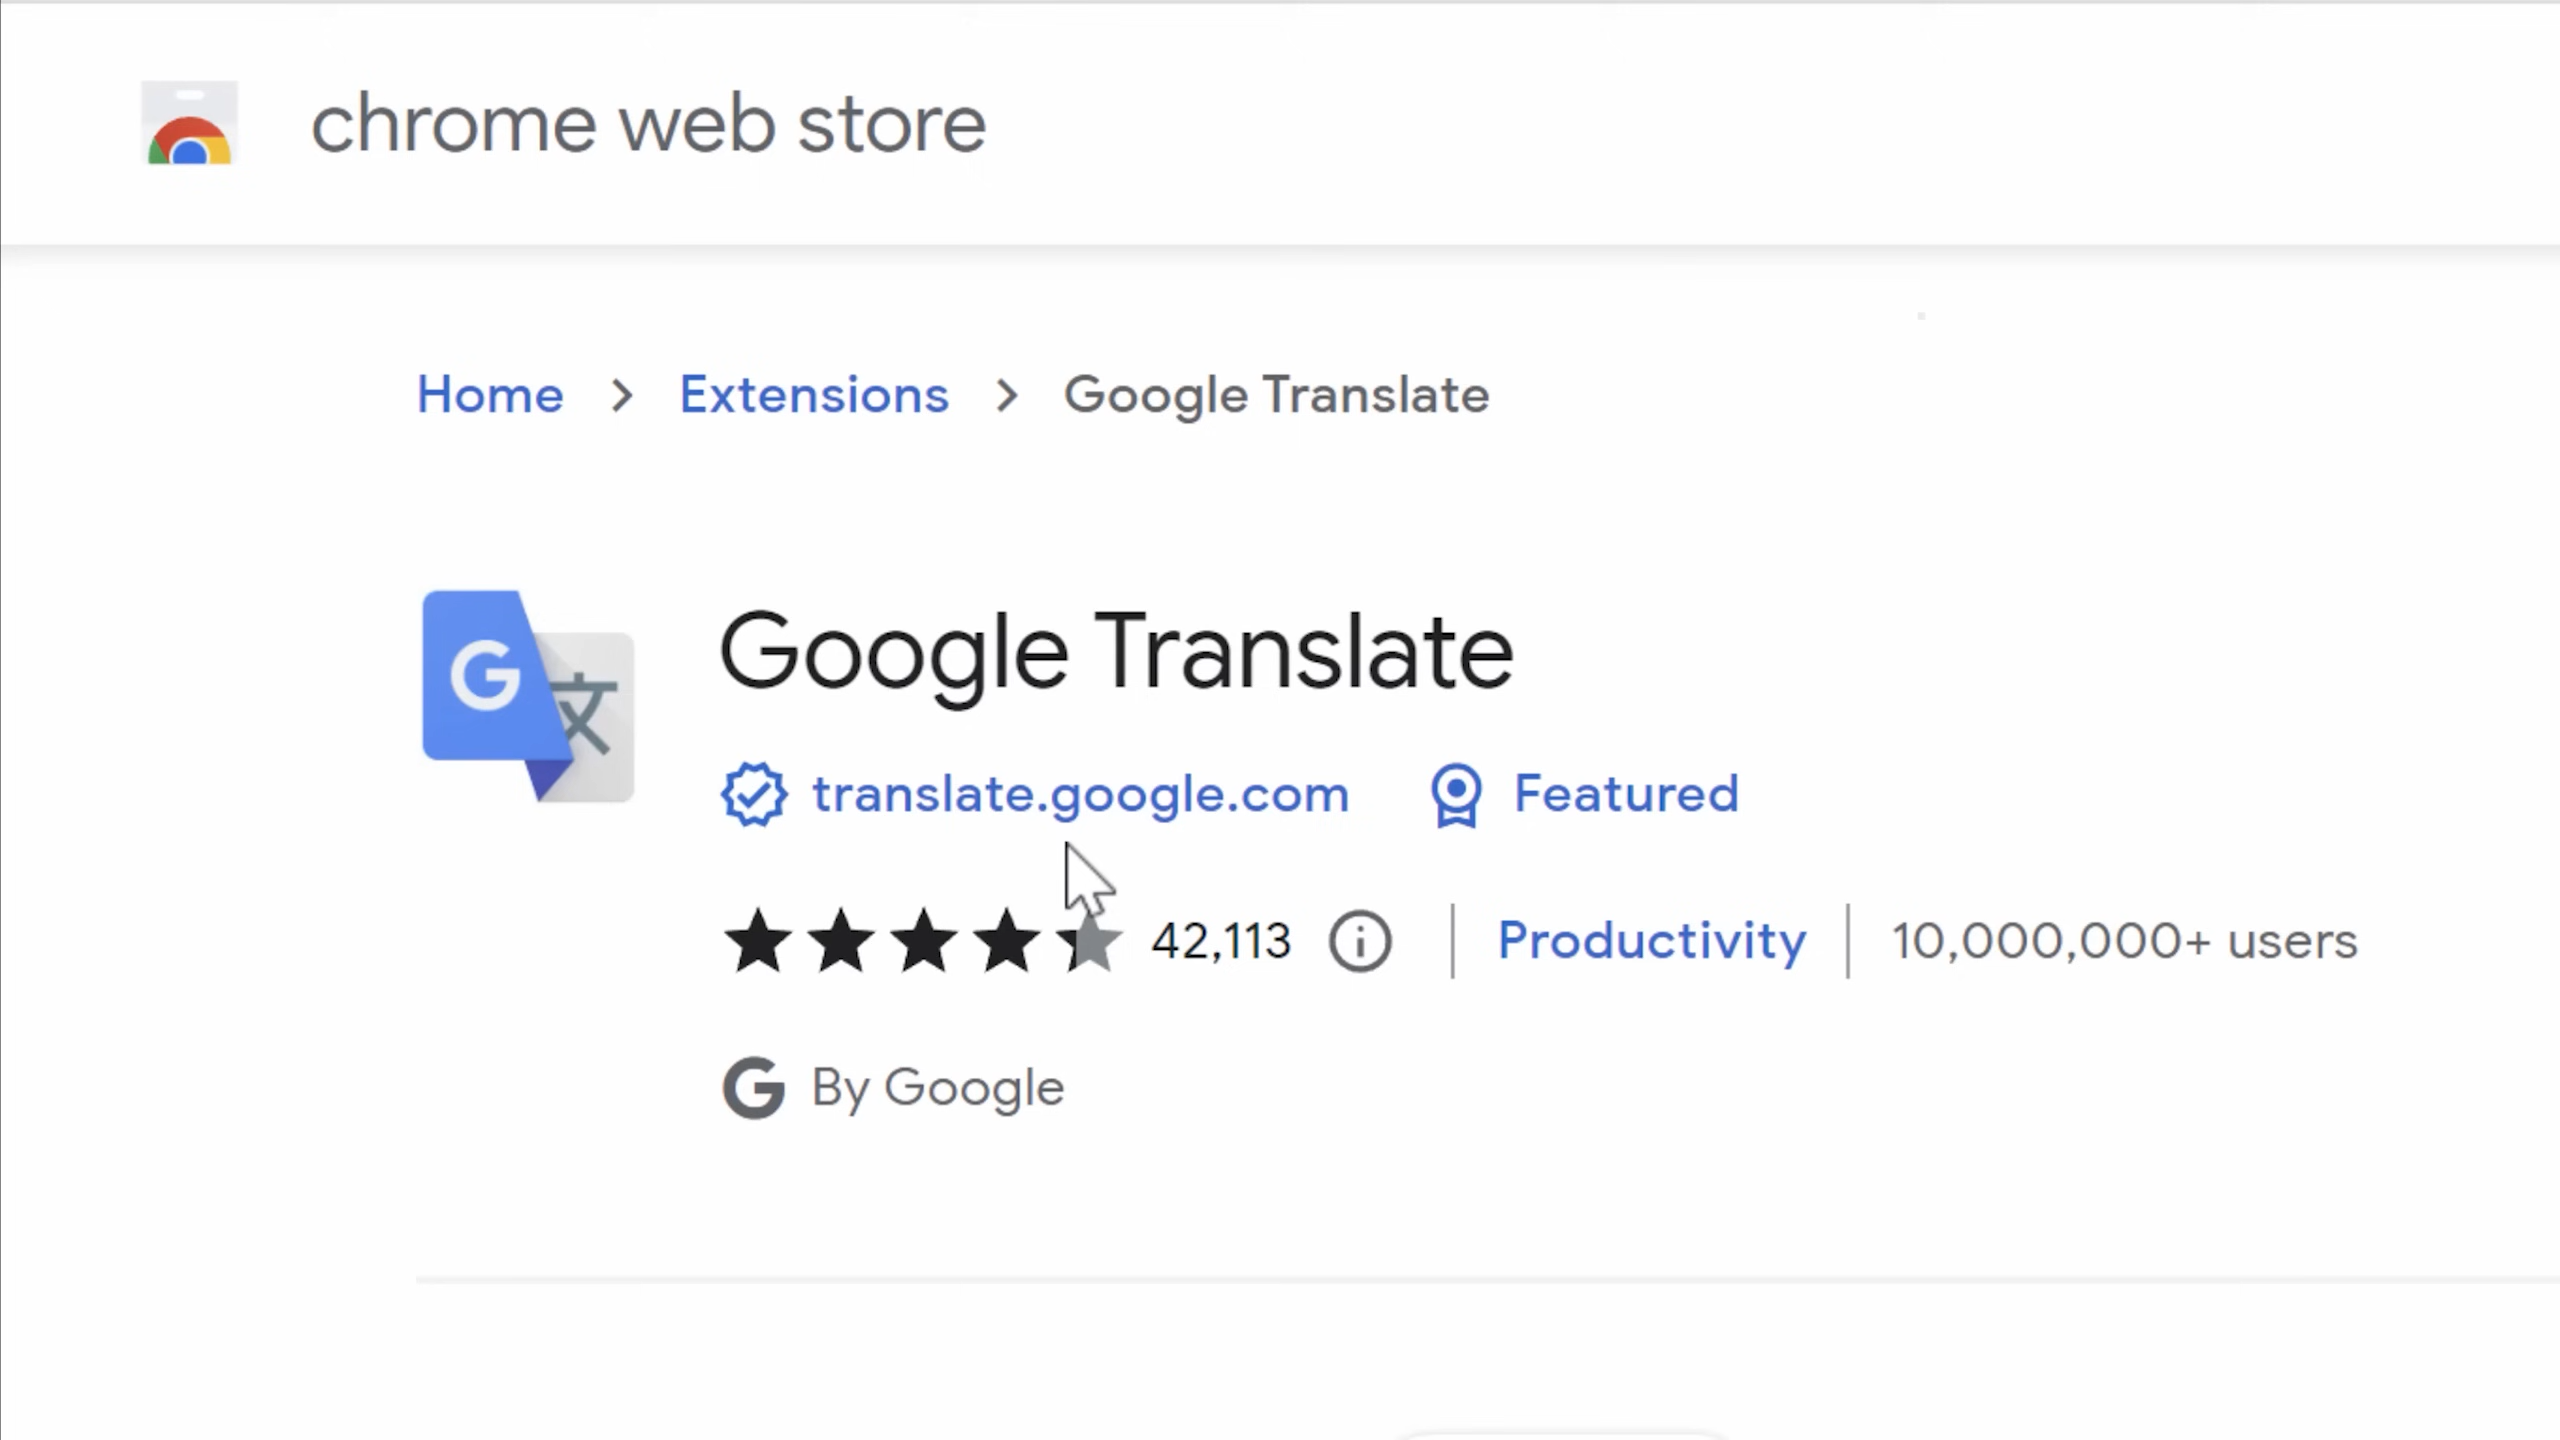 chrome web store
Home > Extensions > Google Translate
G 文
Google Translate
translate.google.com Featured
42,113 Productivity 10,000,000+ users
G By Google